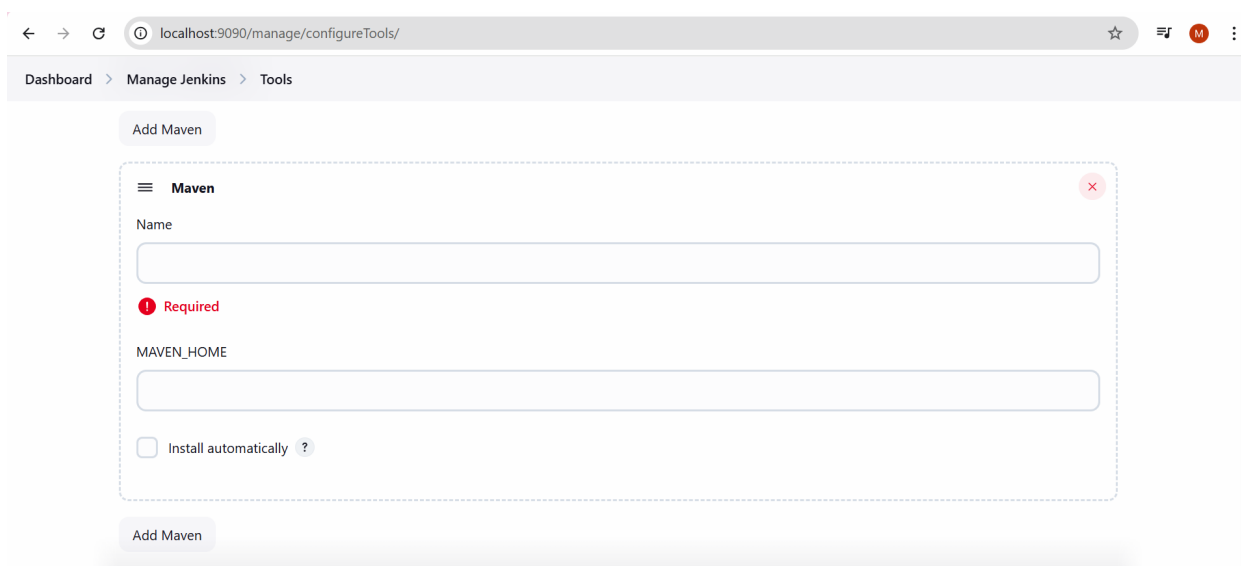 localhost:9090/manage/configureTools/
M
Dashboard > Manage Jenkins > Tools
Add Maven
Maven
Name
! Required
MAVEN_HOME
Install automatically ?
Add Maven